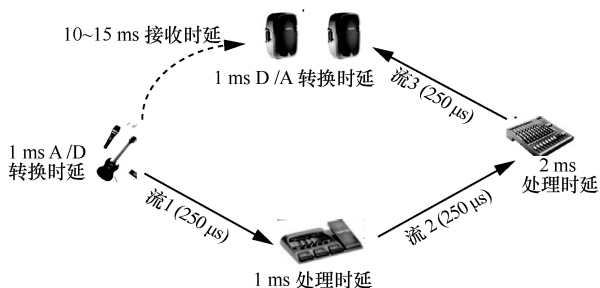 10~15 ms 接收时延
1 ms D /A 转换时延
流3 (250 μs)
1 ms A /D
转换时延
2 ms
处理时延
流1 (250 μs)
流 2 (250 μs)
1 ms 处理时延